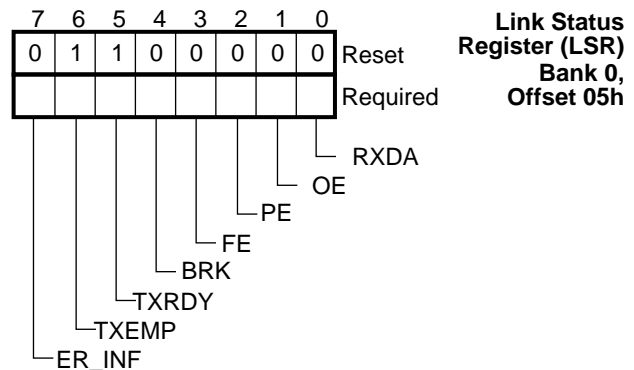 7 6 5 4 3 2 1 0
0 1 1 0 0 0 0 0 Reset
Required
Link Status
Register (LSR)
Bank 0,
Offset 05h
RXDA
OE
PE
FE
BRK
TXRDY
TXEMP
ER_INF